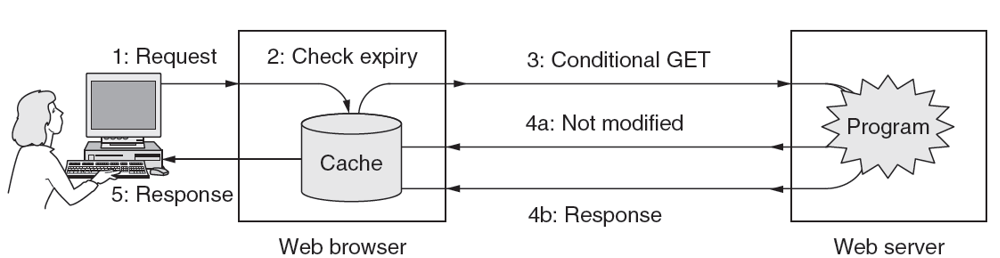 1: Request
2: Check expiry
3: Conditional GET
4a: Not modified
Program
Cache
5: Response
4b: Response
Web browser
Web server